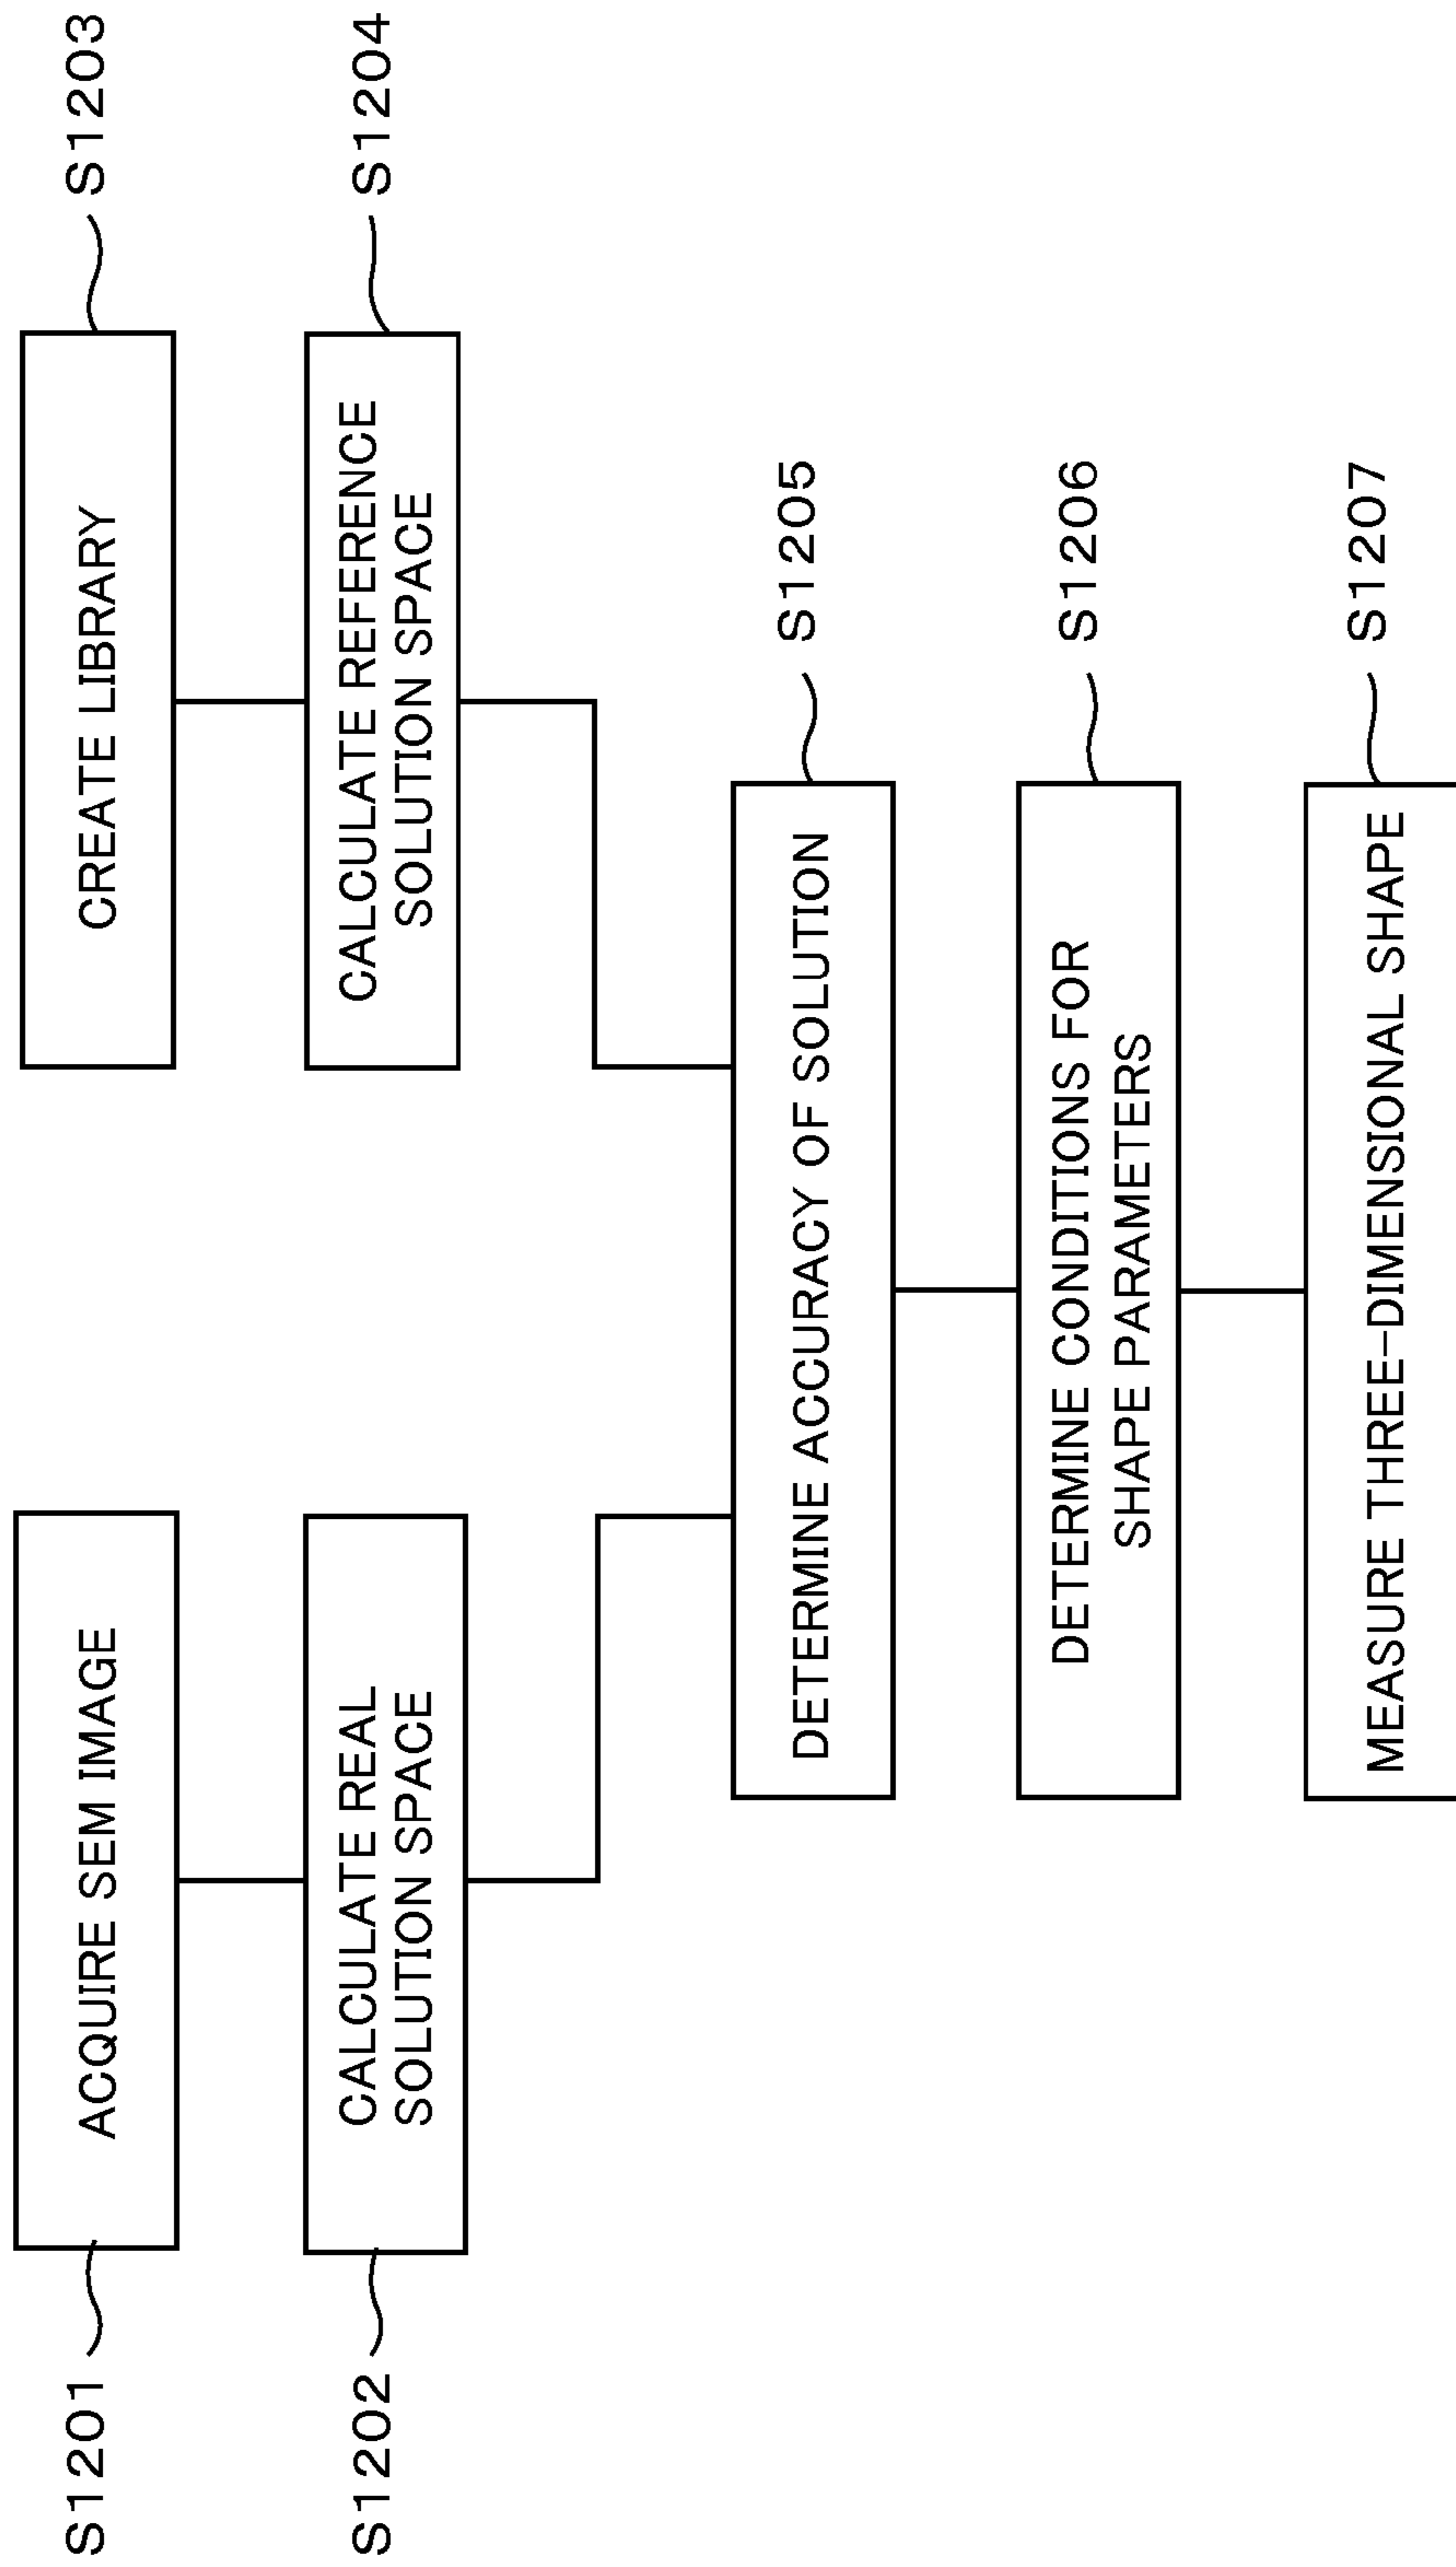 S1201
ACQUIRE SEM IMAGE
CREATE LIBRARY
S1203
S1202
CALCULATE REAL
SOLUTION SPACE
CALCULATE REFERENCE
SOLUTION SPACE
S1204
DETERMINE ACCURACY OF SOLUTION
S1205
DETERMINE CONDITIONS FOR
SHAPE PARAMETERS
S1206
MEASURE THREE-DIMENSIONAL SHAPE
S1207